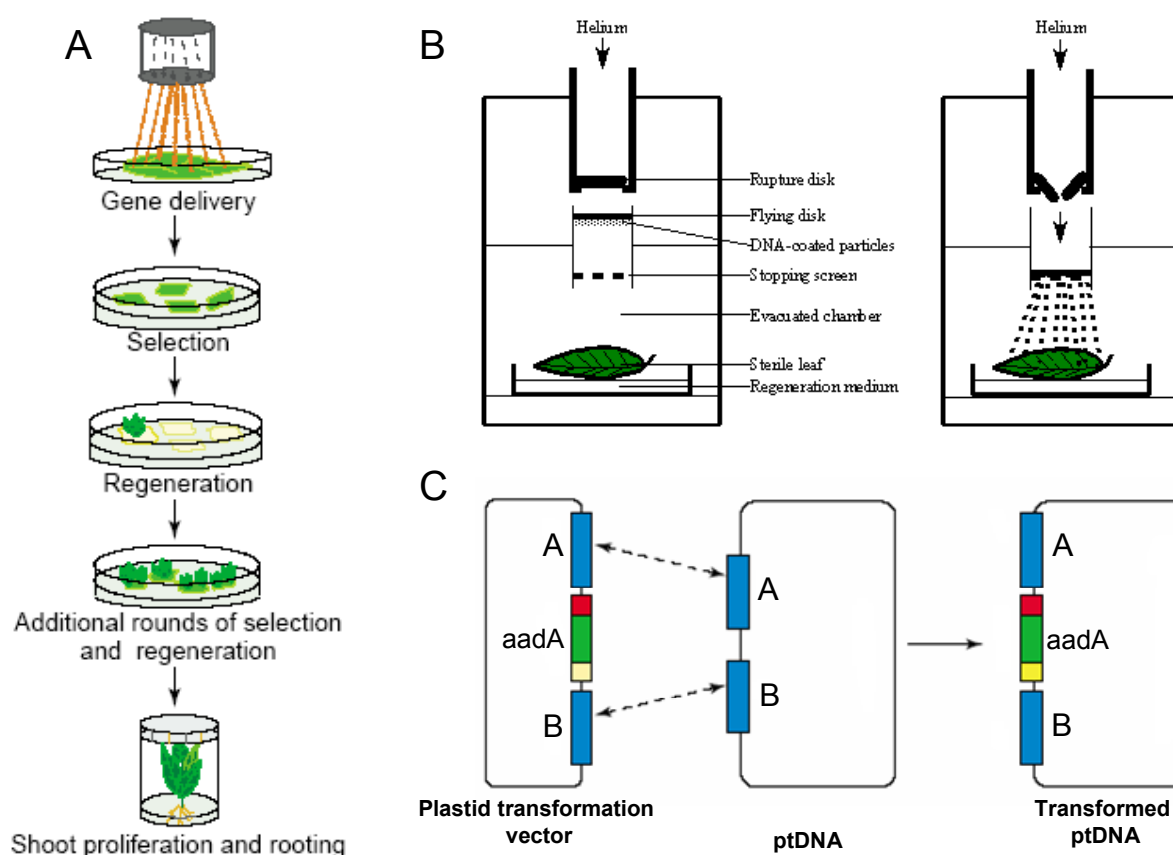 A
Gene delivery
Selection
Regeneration
Additional rounds of selection
and regeneration
Shoot proliferation and rooting
B
Helium
Helium
Rupture disk
Flying disk
DNA-coated particles
Stopping screen
Evacuated chamber
Sterile leaf
Regeneration medium
C
A
aadA
B
Plastid transformation
vector
A
B
ptDNA
A
aadA
B
Transformed
ptDNA